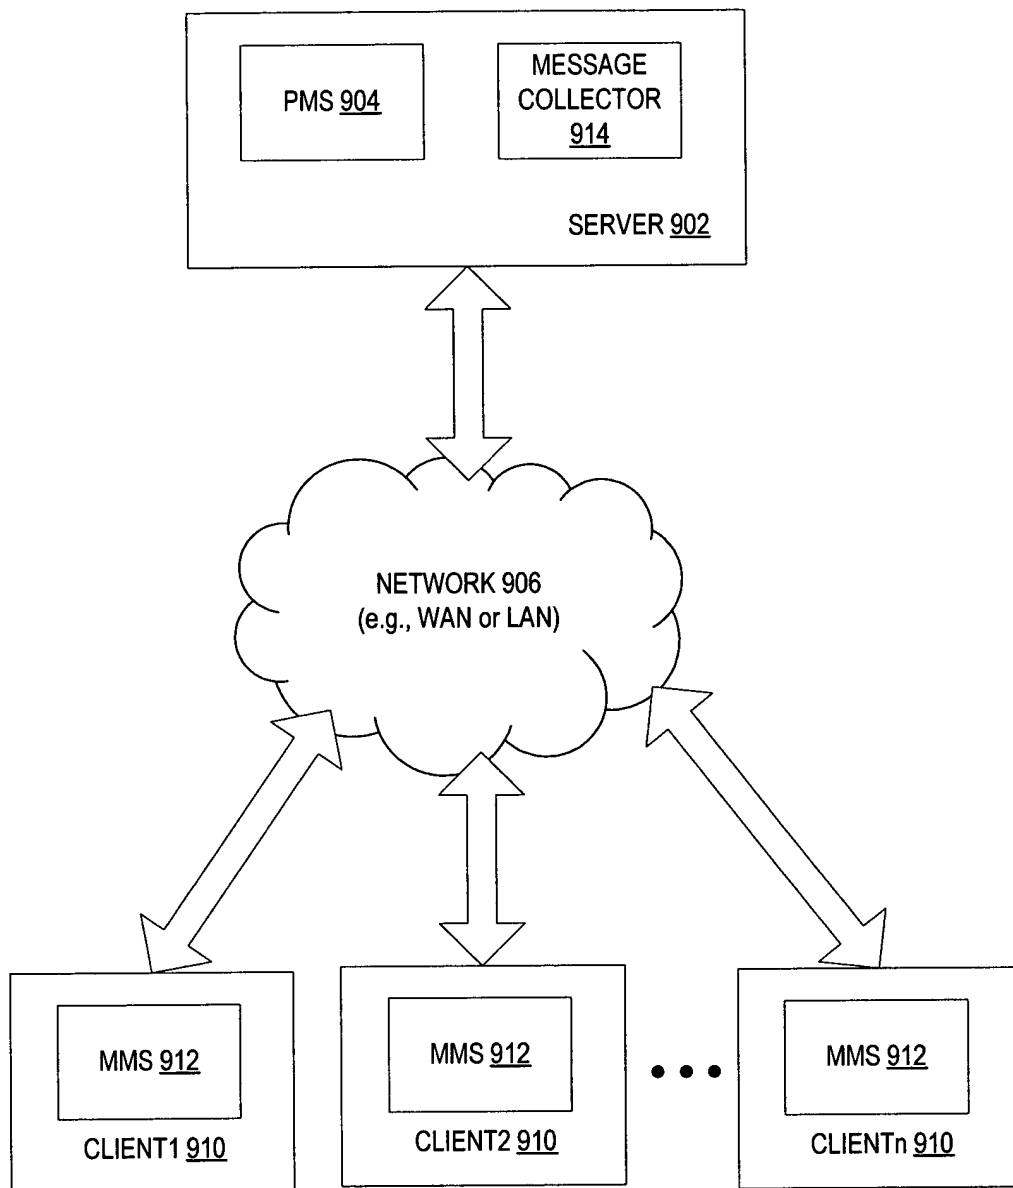 PMS 904
MESSAGE
COLLECTOR
914
SERVER 902
NETWORK 906
(e.g., WAN or LAN)
MMS 912
CLIENT1 910
MMS 912
CLIENT2 910
MMS 912
CLIENTn 910